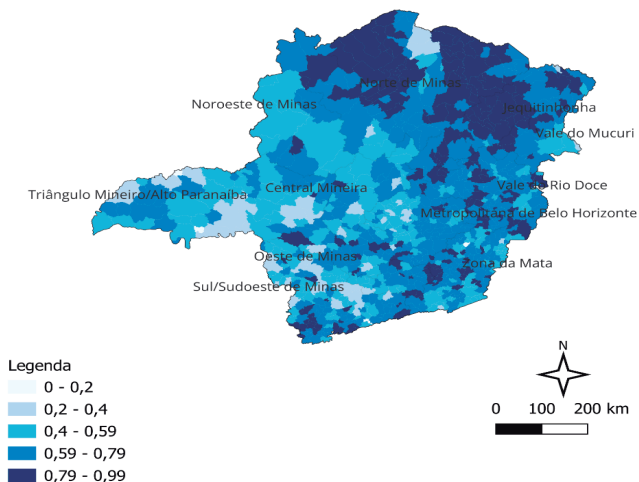 Norte de Minas
Noroeste de Minas
Jequitinhonha
Vale do Mucuri
Triângulo Mineiro/Alto Paranaíba
Central Mineira
Vale do Rio Doce
Metropolitana de Belo Horizonte
Oeste de Minas
Zona da Mata
Sul/Sudoeste de Minas
Legenda
0 - 0,2
0,2 - 0,4
0,4 - 0,59
0,59 - 0,79
0,79 - 0,99
N
0 100 200 km